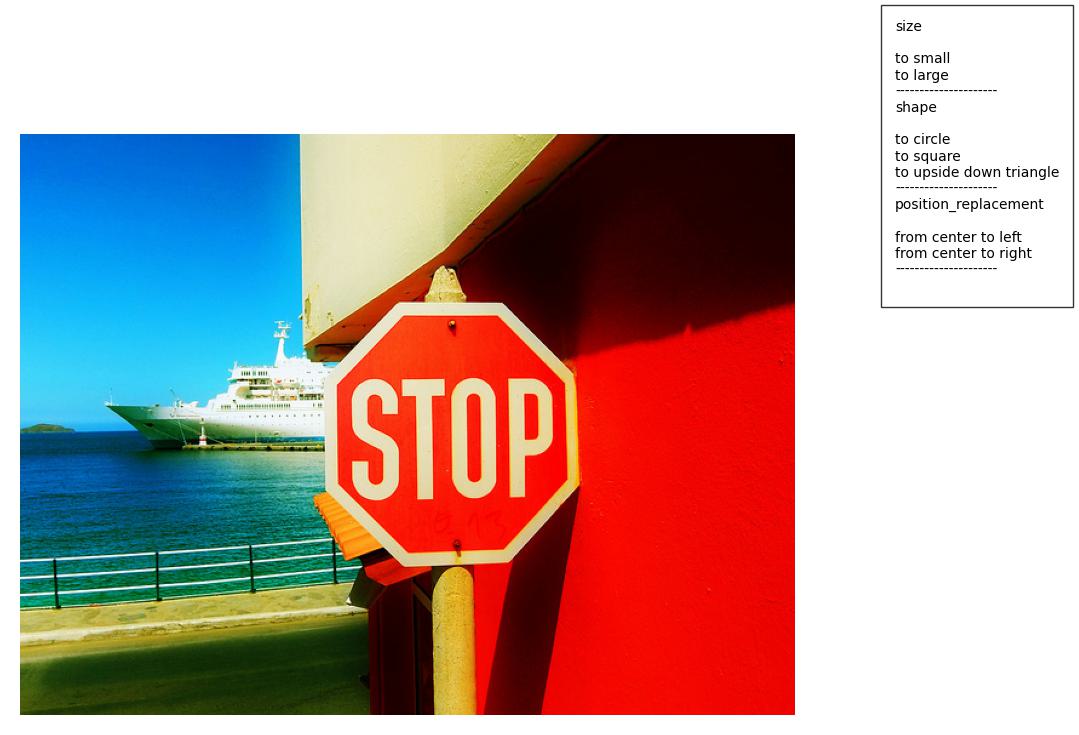 STOP
size
to small
to large
---------------------
shape
to circle
to square
to upside down triangle
---------------------
position_replacement
from center to left
from center to right
---------------------